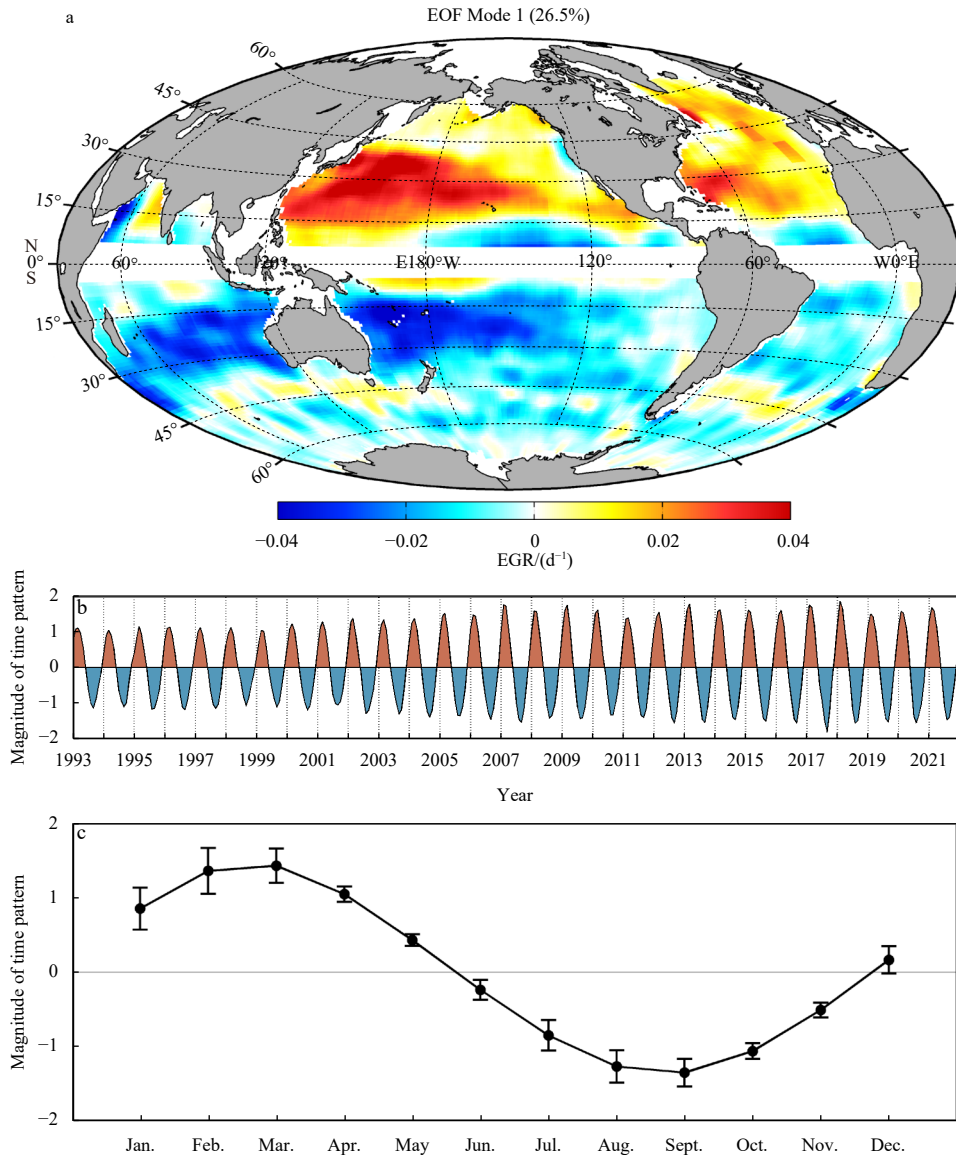 a
EOF Mode 1 (26.5%)
60°
45°
30°
15°
N
0°
S
60°
120°
E180°W
120°
60°
W0°E
15°
30°
45°
60°
−0.04 −0.02 0 0.02 0.04
EGR/(d⁻¹)
b
Magnitude of time pattern
2
1
0
−1
−2
1993 1995 1997 1999 2001 2003 2005 2007 2009 2011 2013 2015 2017 2019 2021
Year
c
Magnitude of time pattern
2
1
0
−1
−2
Jan. Feb. Mar. Apr. May Jun. Jul. Aug. Sept. Oct. Nov. Dec.